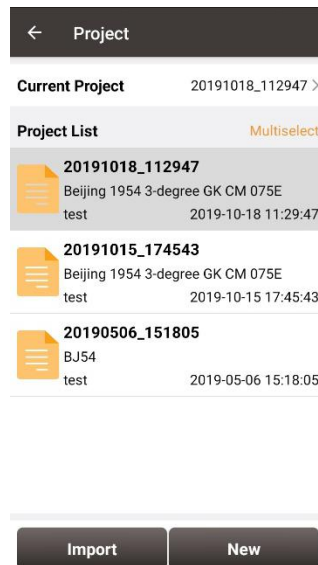 Project
Current Project 20191018_112947
Project List Multiselect
20191018_112947
Beijing 1954 3-degree GK CM 075E
test 2019-10-18 11:29:47
20191015_174543
Beijing 1954 3-degree GK CM 075E
test 2019-10-15 17:45:43
20190506_151805
BJ54
test 2019-05-06 15:18:05
Import New